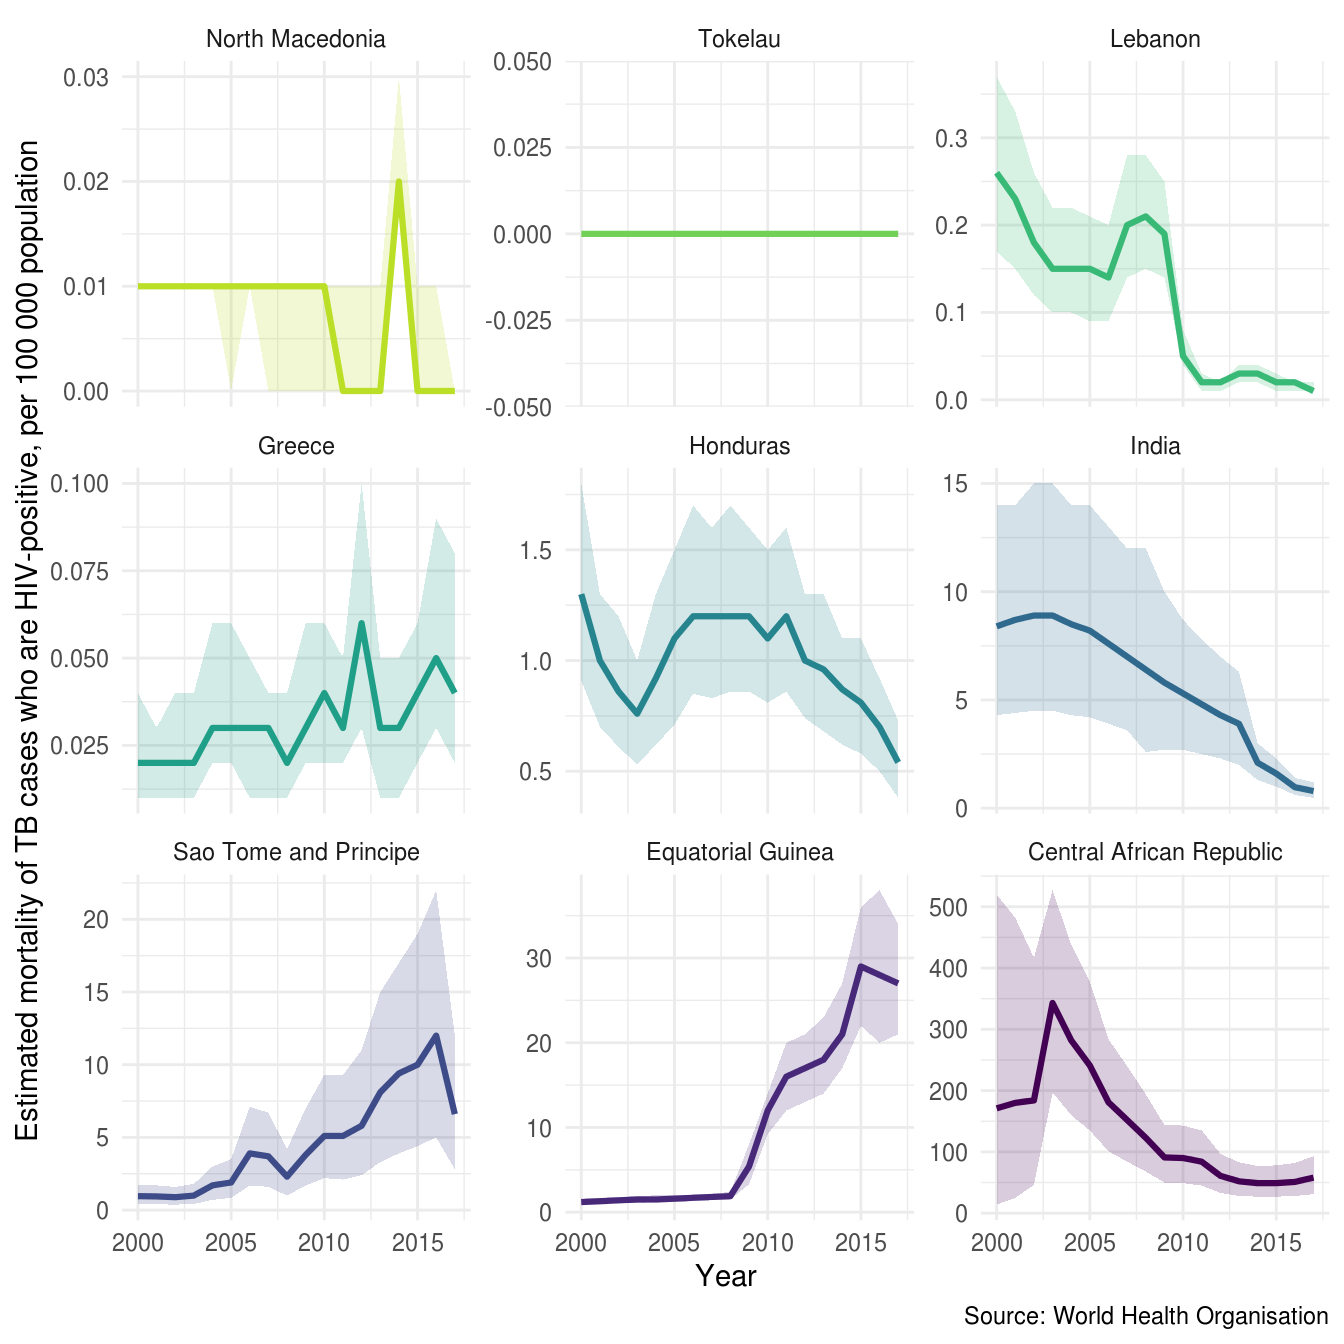 North Macedonia
Tokelau
Lebanon
0.03
0.02
0.01
0.00
0.050
0.025
0.000
-0.025
-0.050
0.3
0.2
0.1
0.0
Greece
Honduras
India
0.100
0.075
0.050
0.025
1.5
1.0
0.5
15
10
5
0
Sao Tome and Principe
Equatorial Guinea
Central African Republic
20
15
10
5
0
30
20
10
0
500
400
300
200
100
0
2000 2005 2010 2015
2000 2005 2010 2015
2000 2005 2010 2015
Estimated mortality of TB cases who are HIV-positive, per 100 000 population
Year
Source: World Health Organisation